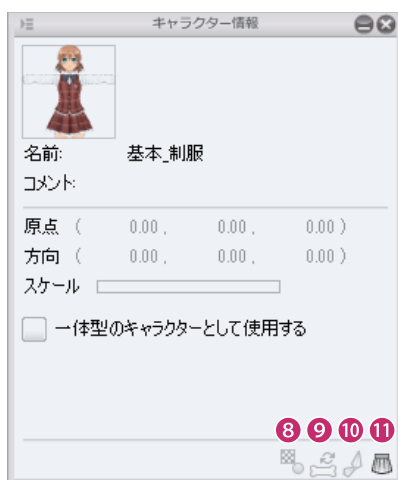 キャラクター情報
名前: 基本_制服
コメント:
原点 ( 0.00 , 0.00 , 0.00 )
方向 ( 0.00 , 0.00 , 0.00 )
スケール
一体型のキャラクターとして使用する
8 9 10 11